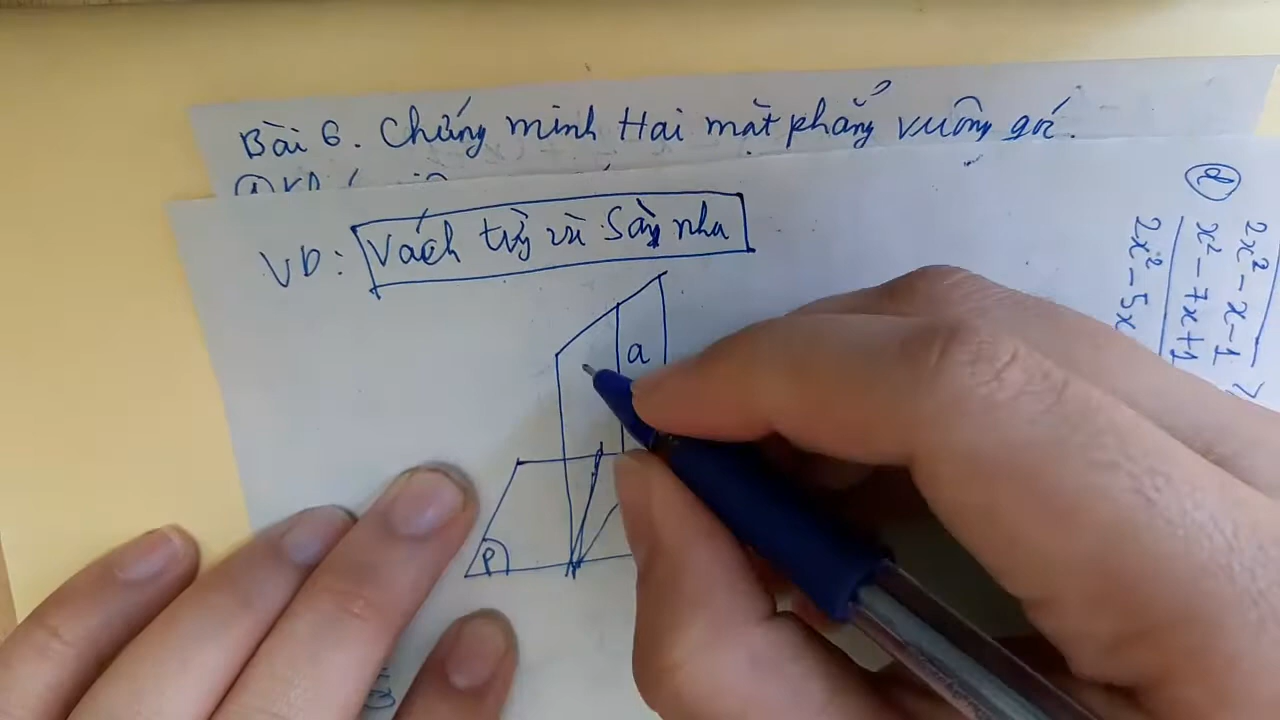 Bài 6. Chứng minh Hai mặt phẳng vuông góc.
VD: Vách tủ và Sàn nhà
a
P
d
2x² - x - 1
x² - 7x + 1
2x² - 5x